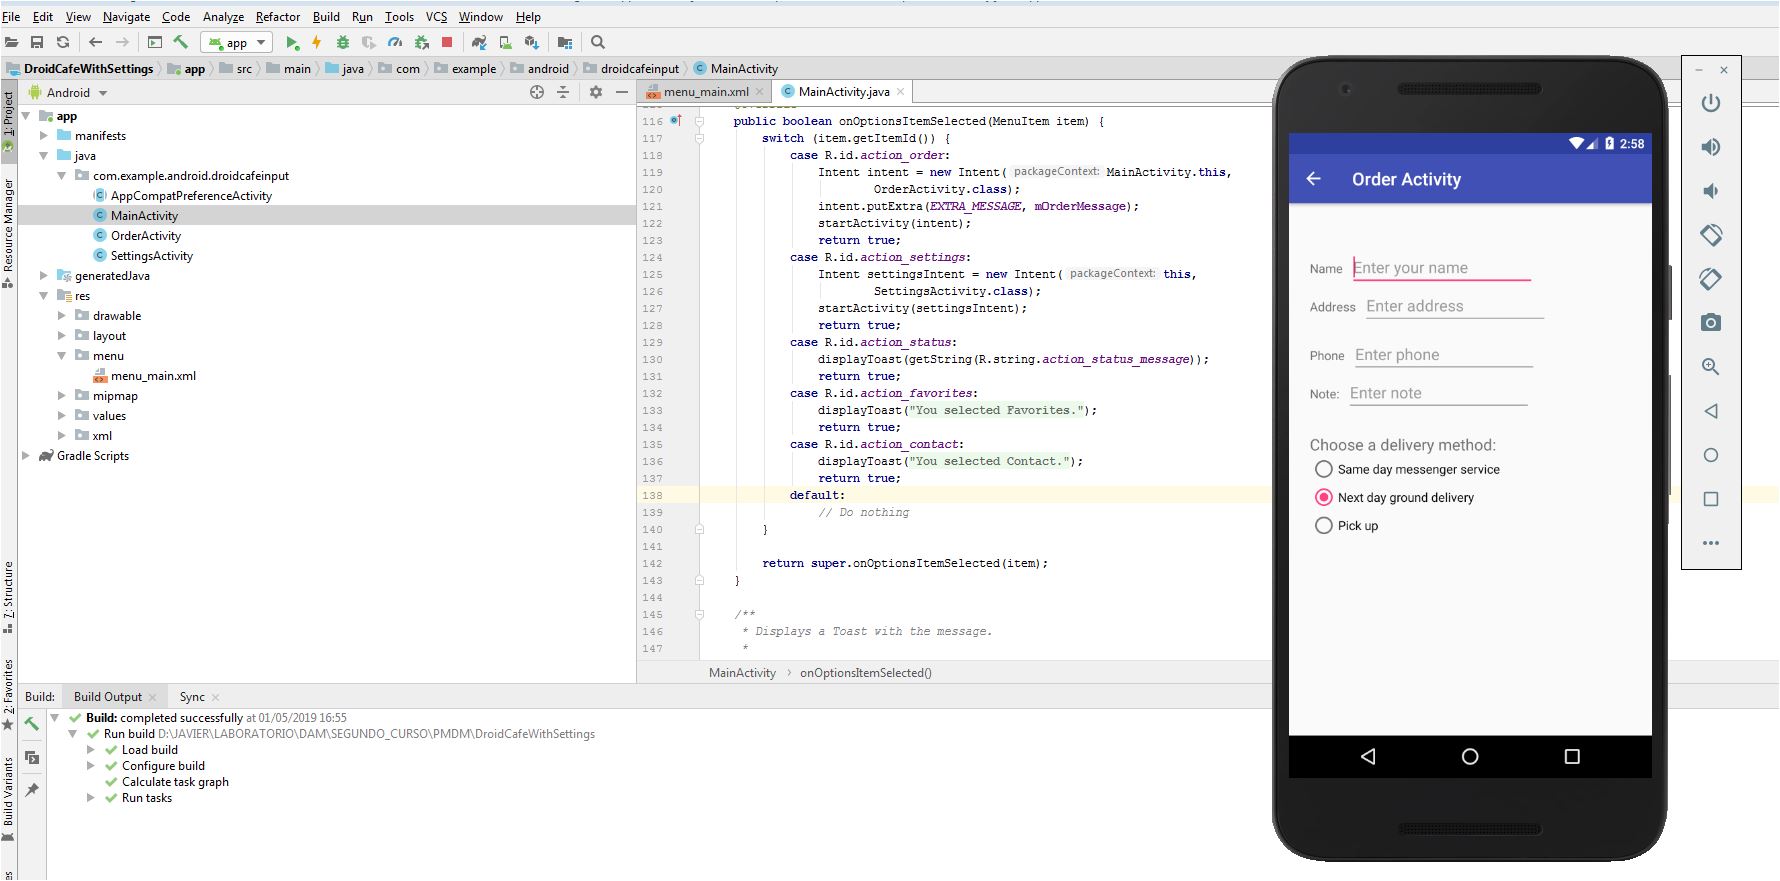 File Edit View Navigate Code Analyze Refactor Build Run Tools VCS Window Help
app
DroidCafeWithSettings app src main java com example android droidcafeinput MainActivity
1: Project
Resource Manager
7: Structure
2: Favorites
Build Variants
Android
app
manifests
java
com.example.android.droidcafeinput
AppCompatPreferenceActivity
MainActivity
OrderActivity
SettingsActivity
generatedJava
res
drawable
layout
menu
menu_main.xml
mipmap
values
xml
Gradle Scripts
menu_main.xml MainActivity.java
116 public boolean onOptionsItemSelected(MenuItem item) {
117 switch (item.getItemId()) {
118 case R.id.action_order:
119 Intent intent = new Intent( packageContext: MainActivity.this,
120 OrderActivity.class);
121 intent.putExtra(EXTRA_MESSAGE, mOrderMessage);
122 startActivity(intent);
123 return true;
124 case R.id.action_settings:
125 Intent settingsIntent = new Intent( packageContext: this,
126 SettingsActivity.class);
127 startActivity(settingsIntent);
128 return true;
129 case R.id.action_status:
130 displayToast(getString(R.string.action_status_message));
131 return true;
132 case R.id.action_favorites:
133 displayToast("You selected Favorites.");
134 return true;
135 case R.id.action_contact:
136 displayToast("You selected Contact.");
137 return true;
138 default:
139 // Do nothing
140 }
141
142 return super.onOptionsItemSelected(item);
143 }
144
145 /**
146 * Displays a Toast with the message.
147 *
MainActivity onOptionsItemSelected()
Build: Build Output Sync
Build: completed successfully at 01/05/2019 16:55
Run build D:\JAVIER\LABORATORIO\DAM\SEGUNDO_CURSO\PMDM\DroidCafeWithSettings
Load build
Configure build
Calculate task graph
Run tasks
2:58
Order Activity
Name Enter your name
Address Enter address
Phone Enter phone
Note: Enter note
Choose a delivery method:
Same day messenger service
Next day ground delivery
Pick up